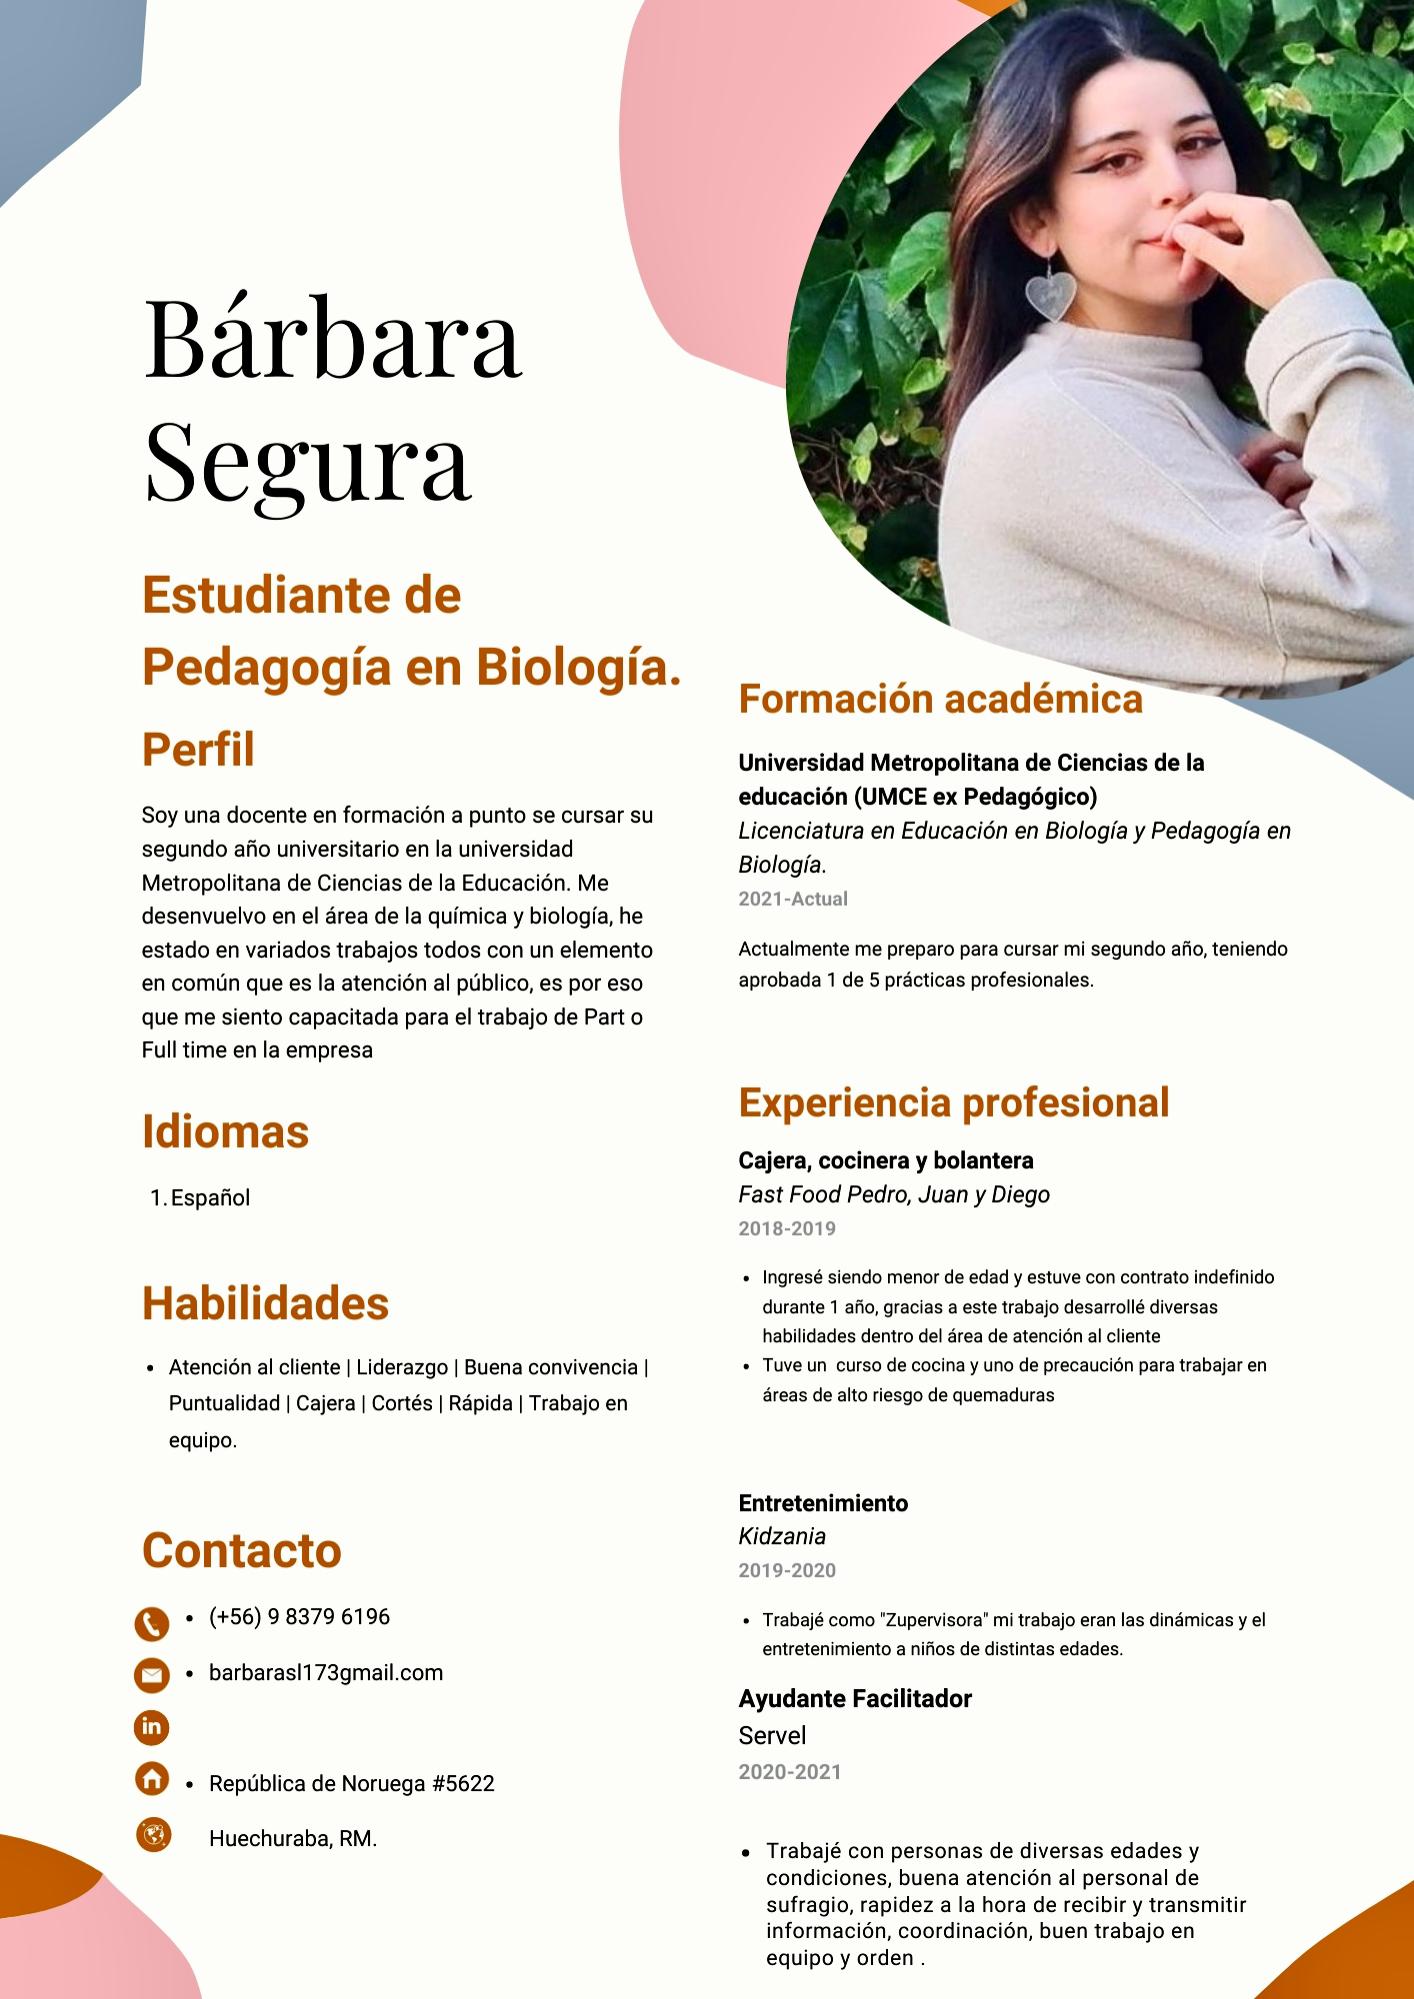 Bárbara
Segura
Estudiante de
Pedagogía en Biología.
Perfil
Soy una docente en formación a punto se cursar su
segundo año universitario en la universidad
Metropolitana de Ciencias de la Educación. Me
desenvuelvo en el área de la química y biología, he
estado en variados trabajos todos con un elemento
en común que es la atención al público, es por eso
que me siento capacitada para el trabajo de Part o
Full time en la empresa
Idiomas
1. Español
Habilidades
• Atención al cliente | Liderazgo | Buena convivencia |
Puntualidad | Cajera | Cortés | Rápida | Trabajo en
equipo.
Contacto
• (+56) 9 8379 6196
• barbarasl173gmail.com
in
• República de Noruega #5622
Huechuraba, RM.
Formación académica
Universidad Metropolitana de Ciencias de la
educación (UMCE ex Pedagógico)
Licenciatura en Educación en Biología y Pedagogía en
Biología.
2021-Actual
Actualmente me preparo para cursar mi segundo año, teniendo
aprobada 1 de 5 prácticas profesionales.
Experiencia profesional
Cajera, cocinera y bolantera
Fast Food Pedro, Juan y Diego
2018-2019
• Ingresé siendo menor de edad y estuve con contrato indefinido
durante 1 año, gracias a este trabajo desarrollé diversas
habilidades dentro del área de atención al cliente
• Tuve un  curso de cocina y uno de precaución para trabajar en
áreas de alto riesgo de quemaduras
Entretenimiento
Kidzania
2019-2020
• Trabajé como "Zupervisora" mi trabajo eran las dinámicas y el
entretenimiento a niños de distintas edades.
Ayudante Facilitador
Servel
2020-2021
• Trabajé con personas de diversas edades y
condiciones, buena atención al personal de
sufragio, rapidez a la hora de recibir y transmitir
información, coordinación, buen trabajo en
equipo y orden .